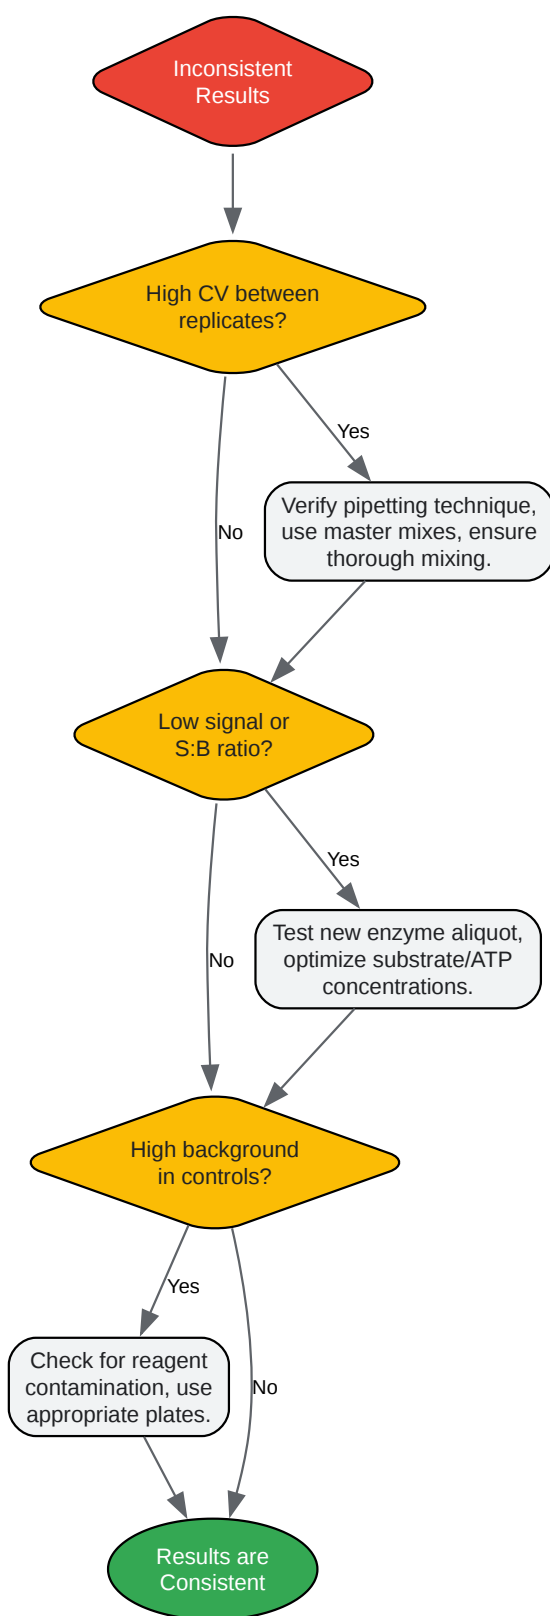 Inconsistent
Results
High CV between
replicates?
Yes
Verify pipetting technique,
use master mixes, ensure
thorough mixing.
No
Low signal or
S:B ratio?
Yes
Test new enzyme aliquot,
optimize substrate/ATP
concentrations.
No
High background
in controls?
Yes
Check for reagent
contamination, use
appropriate plates.
No
Results are
Consistent